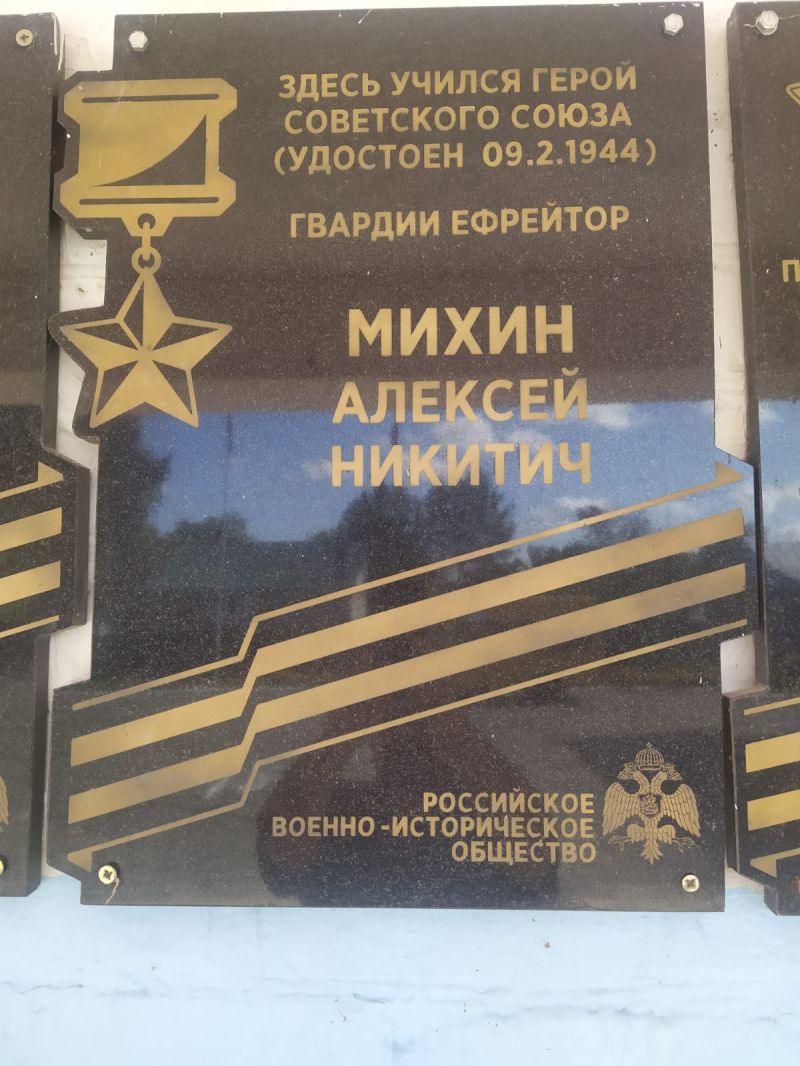 ЗДЕСЬ УЧИЛСЯ ГЕРОЙ
СОВЕТСКОГО СОЮЗА
(УДОСТОЕН 09.2.1944)
ГВАРДИИ ЕФРЕЙТОР
МИХИН
АЛЕКСЕЙ
НИКИТИЧ
РОССИЙСКОЕ
ВОЕННО-ИСТОРИЧЕСКОЕ
ОБЩЕСТВО